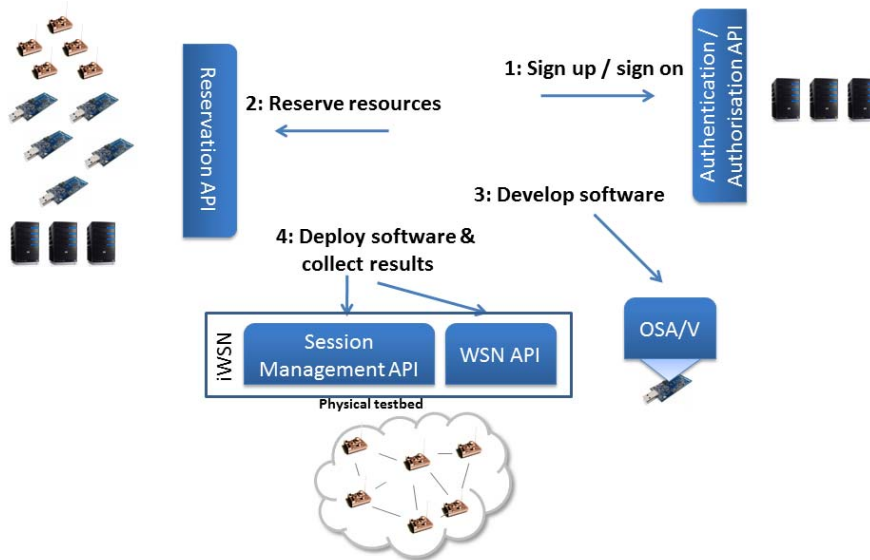 1: Sign up / sign on
Authentication /
Authorisation API
Reservation API
2: Reserve resources
3: Develop software
4: Deploy software &
collect results
OSA/V
iWSN
Session
Management API
WSN API
Physical testbed